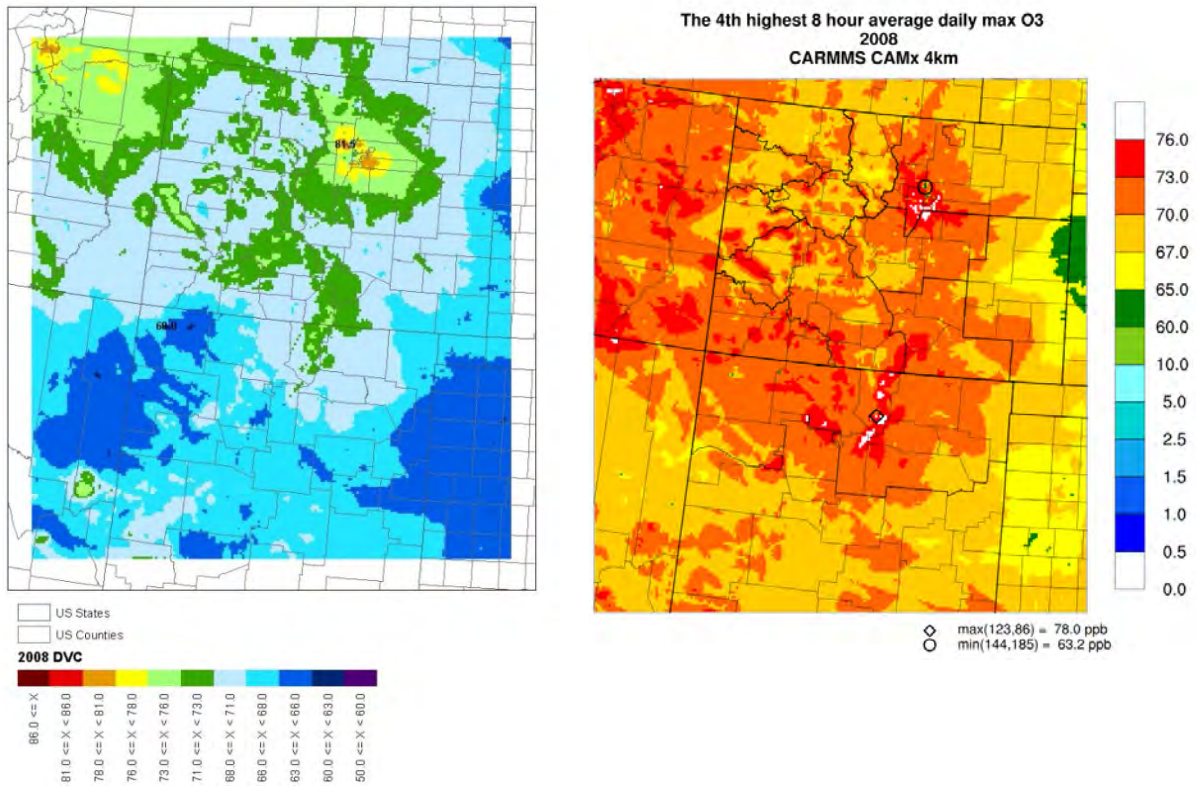 81.5
US States
US Counties
2008 DVC
86.0 <= X
81.0 <= X < 86.0
78.0 <= X < 81.0
76.0 <= X < 78.0
73.0 <= X < 76.0
71.0 <= X < 73.0
68.0 <= X < 71.0
66.0 <= X < 68.0
63.0 <= X < 66.0
60.0 <= X < 63.0
50.0 <= X < 60.0
The 4th highest 8 hour average daily max O3
2008
CARMMS CAMx 4km
76.0
73.0
70.0
67.0
65.0
60.0
10.0
5.0
2.5
1.5
1.0
0.5
0.0
max(123,86) = 78.0 ppb
min(144,185) = 63.2 ppb